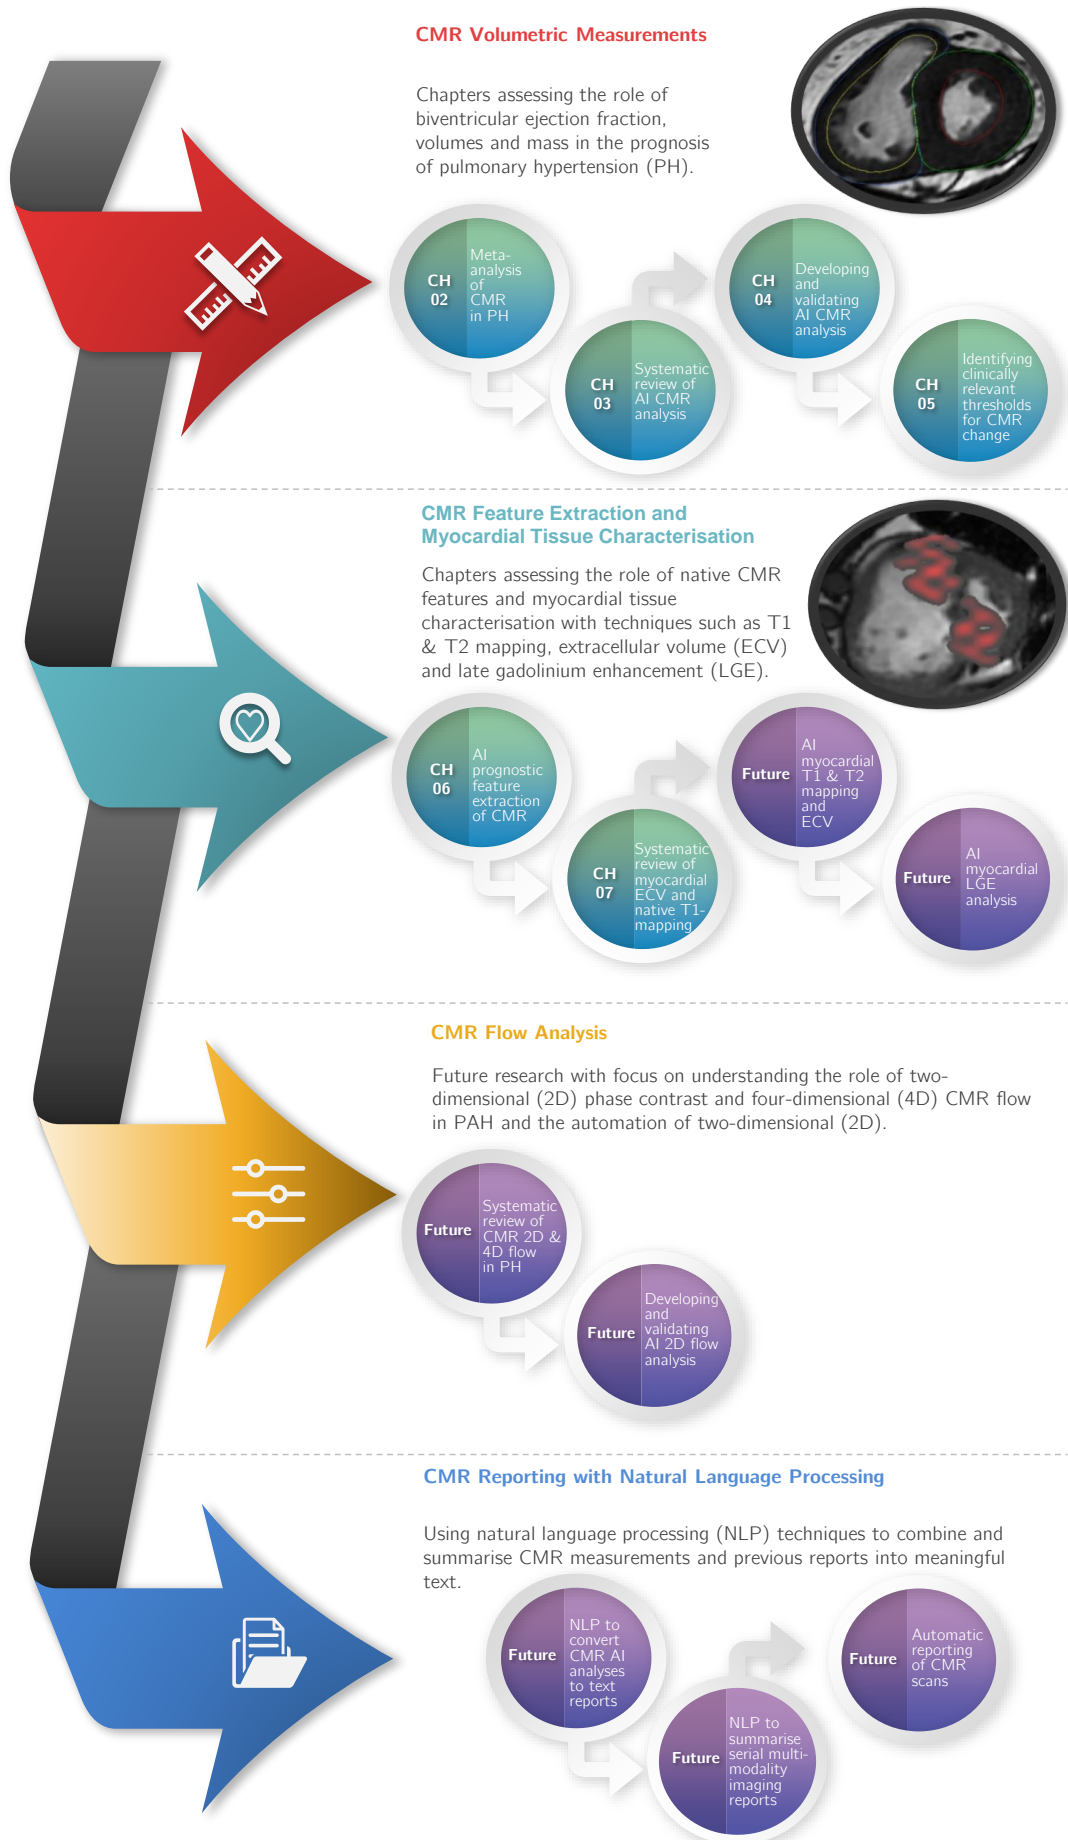 CMR Volumetric Measurements
Chapters assessing the role of
biventricular ejection fraction,
volumes and mass in the prognosis
of pulmonary hypertension (PH).
CH
02
Meta-
analysis
of
CMR
in PH
CH
03
Systematic
review of
AI CMR
analysis
CH
04
Developing
and
validating
AI CMR
analysis
CH
05
Identifying
clinically
relevant
thresholds
for CMR
change
CMR Feature Extraction and
Myocardial Tissue Characterisation
Chapters assessing the role of native CMR
features and myocardial tissue
characterisation with techniques such as T1
& T2 mapping, extracellular volume (ECV)
and late gadolinium enhancement (LGE).
CH
06
AI
prognostic
feature
extraction
of CMR
CH
07
Systematic
review of
myocardial
ECV and
native T1-
mapping
Future
AI
myocardial
T1 & T2
mapping
and
ECV
Future
AI
myocardial
LGE
analysis
CMR Flow Analysis
Future research with focus on understanding the role of two-
dimensional (2D) phase contrast and four-dimensional (4D) CMR flow
in PAH and the automation of two-dimensional (2D).
Future
Systematic
review of
CMR 2D &
4D flow
in PH
Future
Developing
and
validating
AI 2D flow
analysis
CMR Reporting with Natural Language Processing
Using natural language processing (NLP) techniques to combine and
summarise CMR measurements and previous reports into meaningful
text.
Future
NLP to
convert
CMR AI
analyses
to text
reports
Future
NLP to
summarise
serial multi-
modality
imaging
reports
Future
Automatic
reporting
of CMR
scans